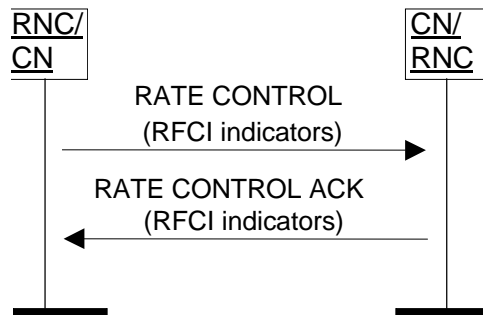 RNC/
CN
CN/
RNC
RATE CONTROL
(RFCI indicators)
RATE CONTROL ACK
(RFCI indicators)